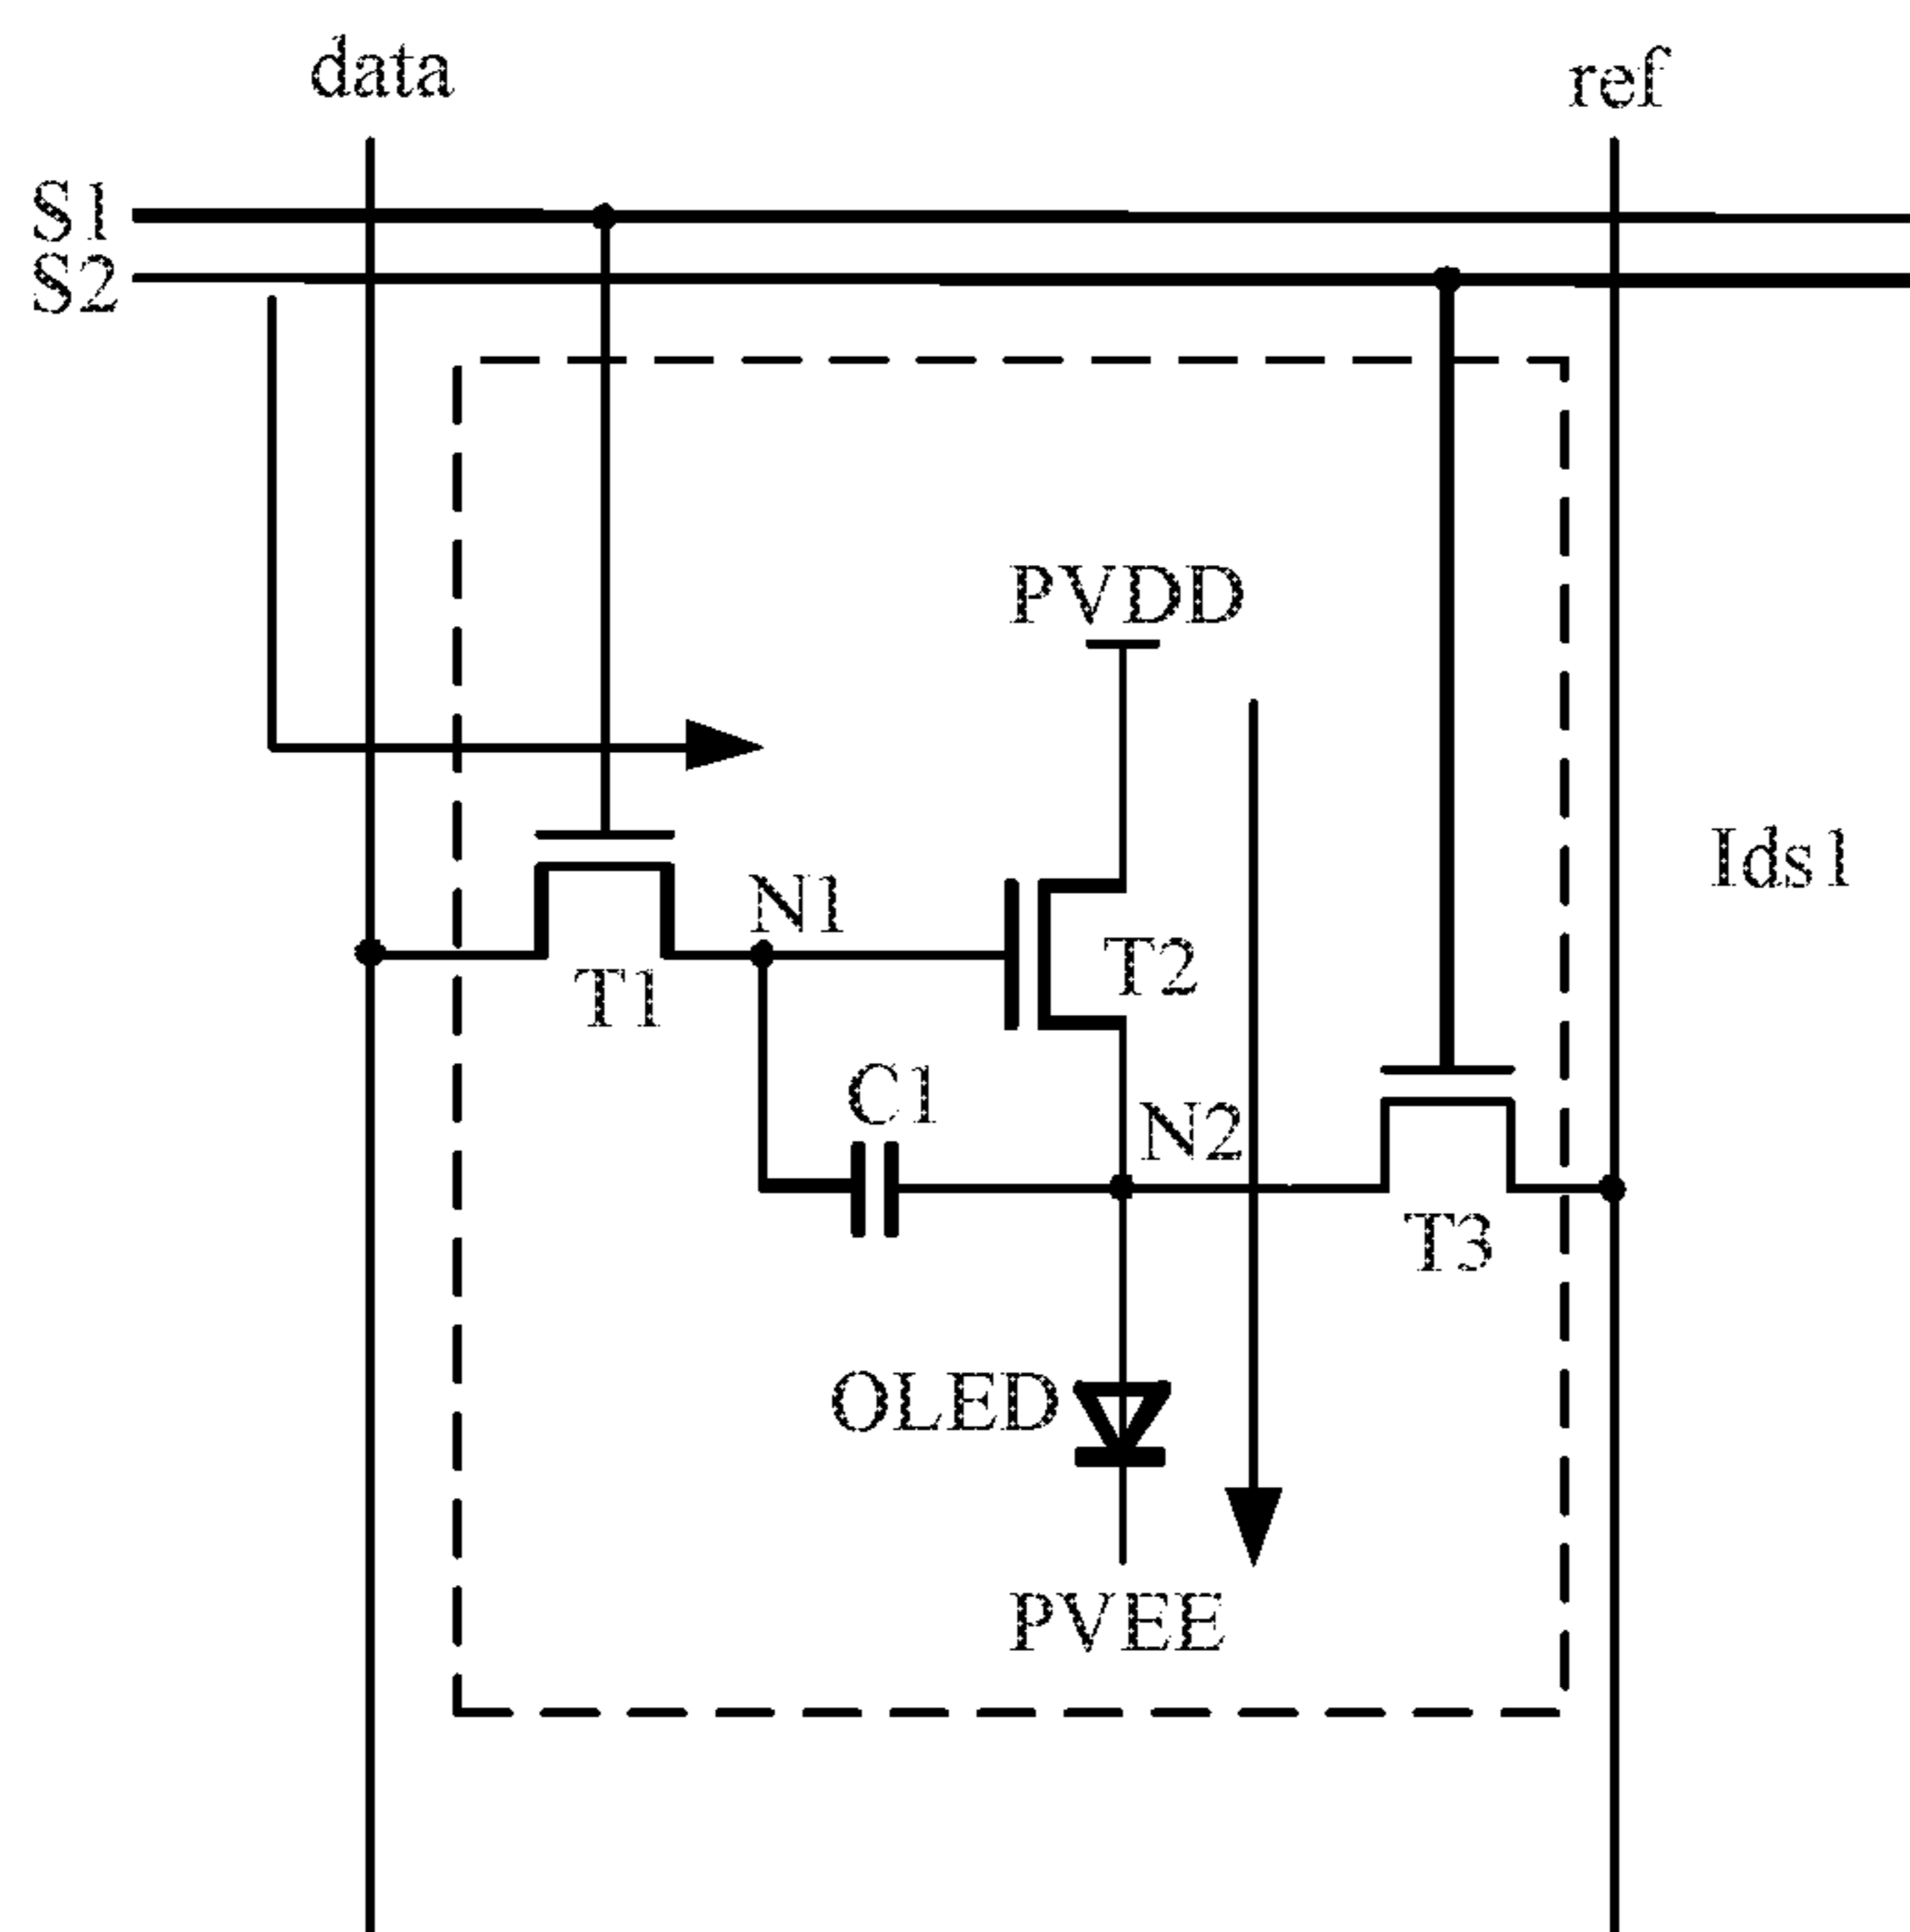 data
ref
S1
S2
PVDD
Ids1
N1
T2
T1
C1
N2
T3
OLED
PVEE